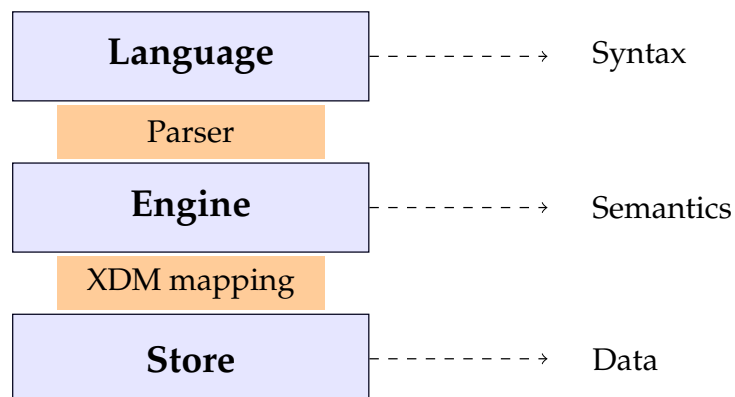 Language Syntax
Parser
Engine Semantics
XDM mapping
Store Data